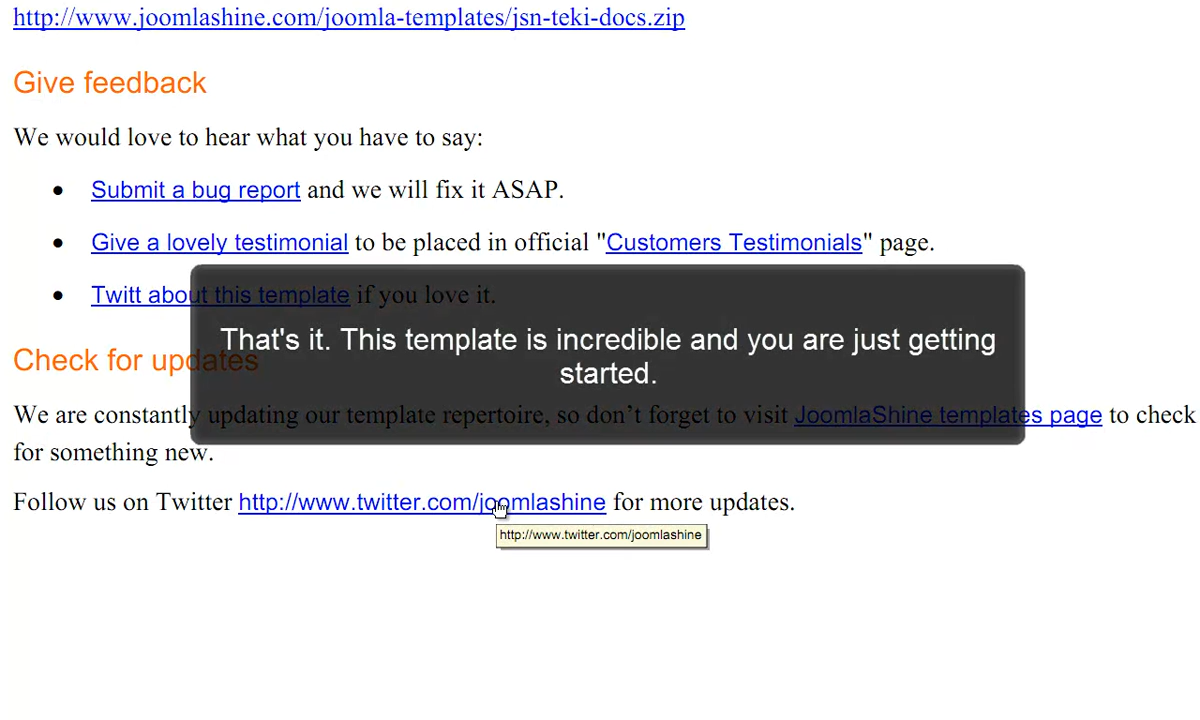 http://www.joomlashine.com/joomla-templates/jsn-teki-docs.zip
Give feedback
We would love to hear what you have to say:
• Submit a bug report and we will fix it ASAP.
• Give a lovely testimonial to be placed in official "Customers Testimonials" page.
• Twitt about this template if you love it.
That's it. This template is incredible and you are just getting
started.
Check for updates
We are constantly updating our template repertoire, so don’t forget to visit JoomlaShine templates page to check
for something new.
Follow us on Twitter http://www.twitter.com/joomlashine for more updates.
http://www.twitter.com/joomlashine